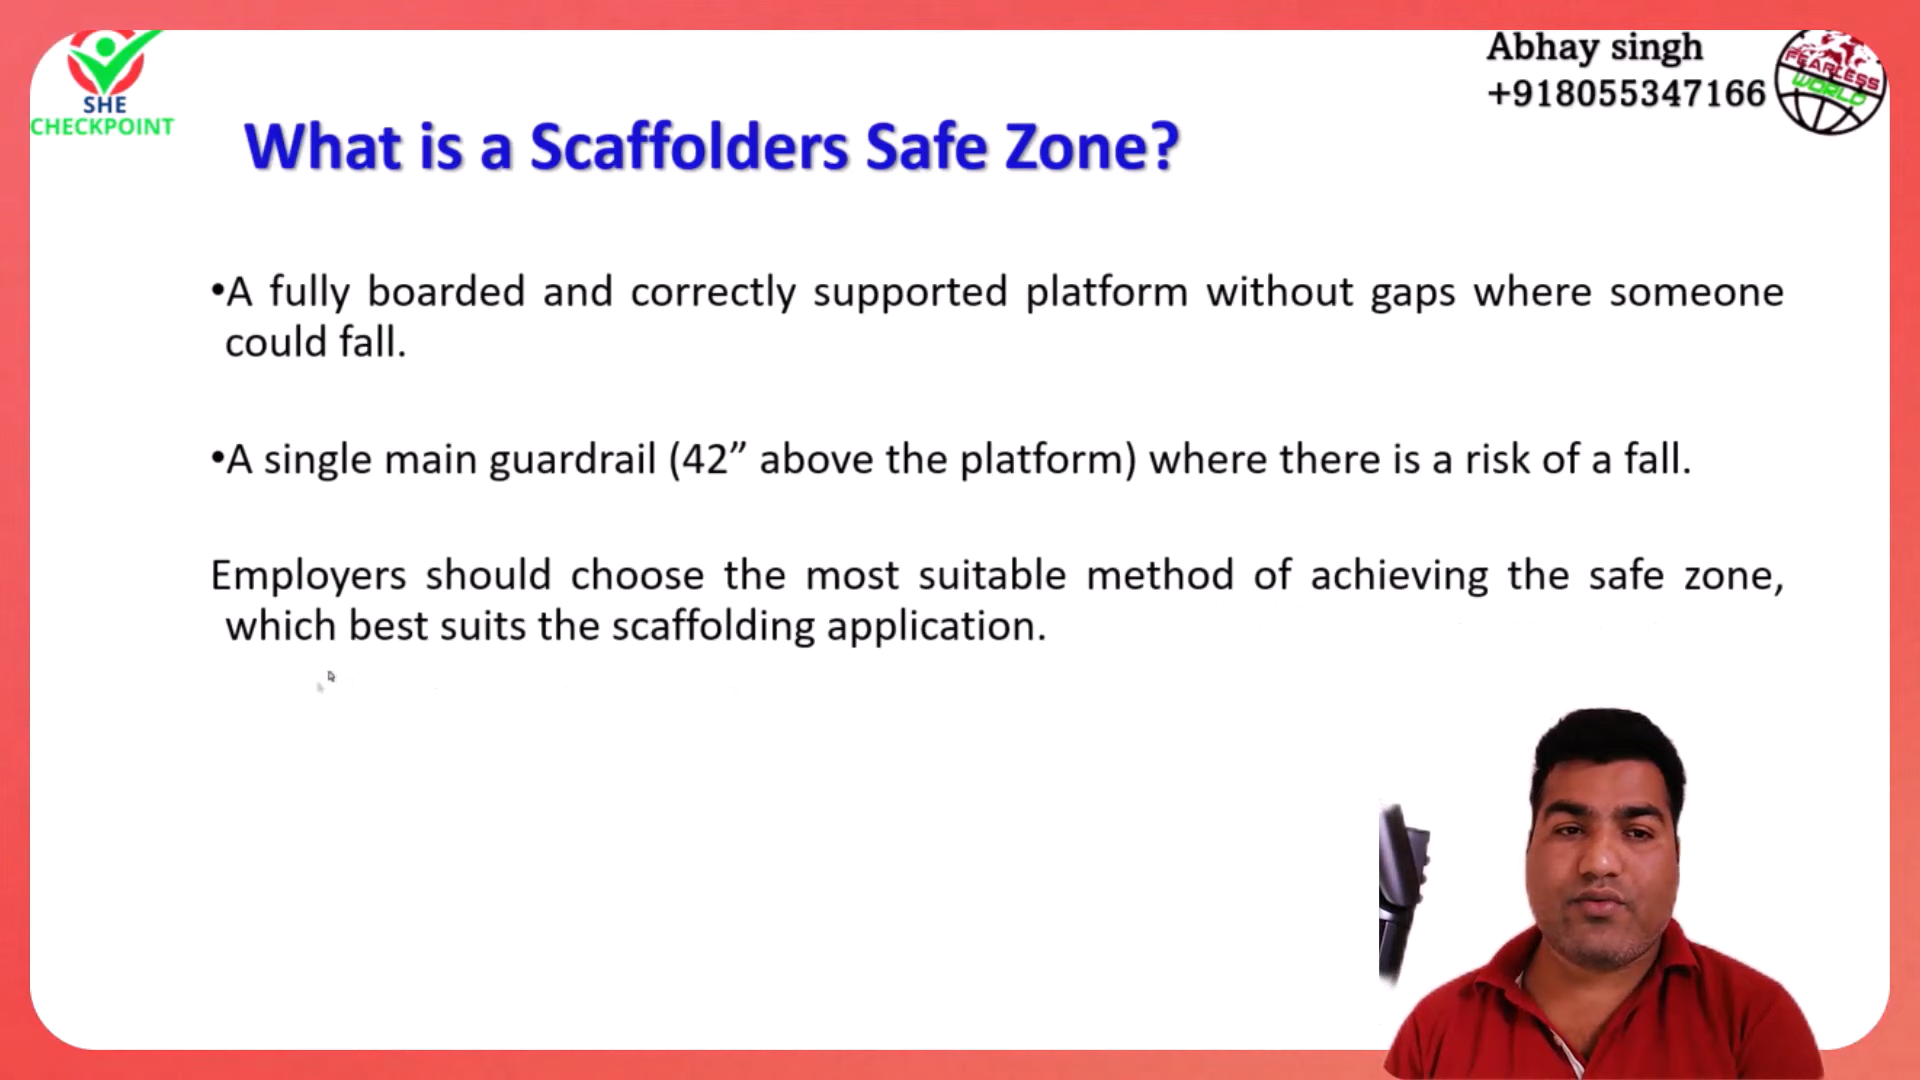 SHE
CHECKPOINT
Abhay singh
+918055347166
FEARLESS
WORLD
What is a Scaffolders Safe Zone?
•A fully boarded and correctly supported platform without gaps where someone
could fall.
•A single main guardrail (42” above the platform) where there is a risk of a fall.
Employers should choose the most suitable method of achieving the safe zone,
which best suits the scaffolding application.